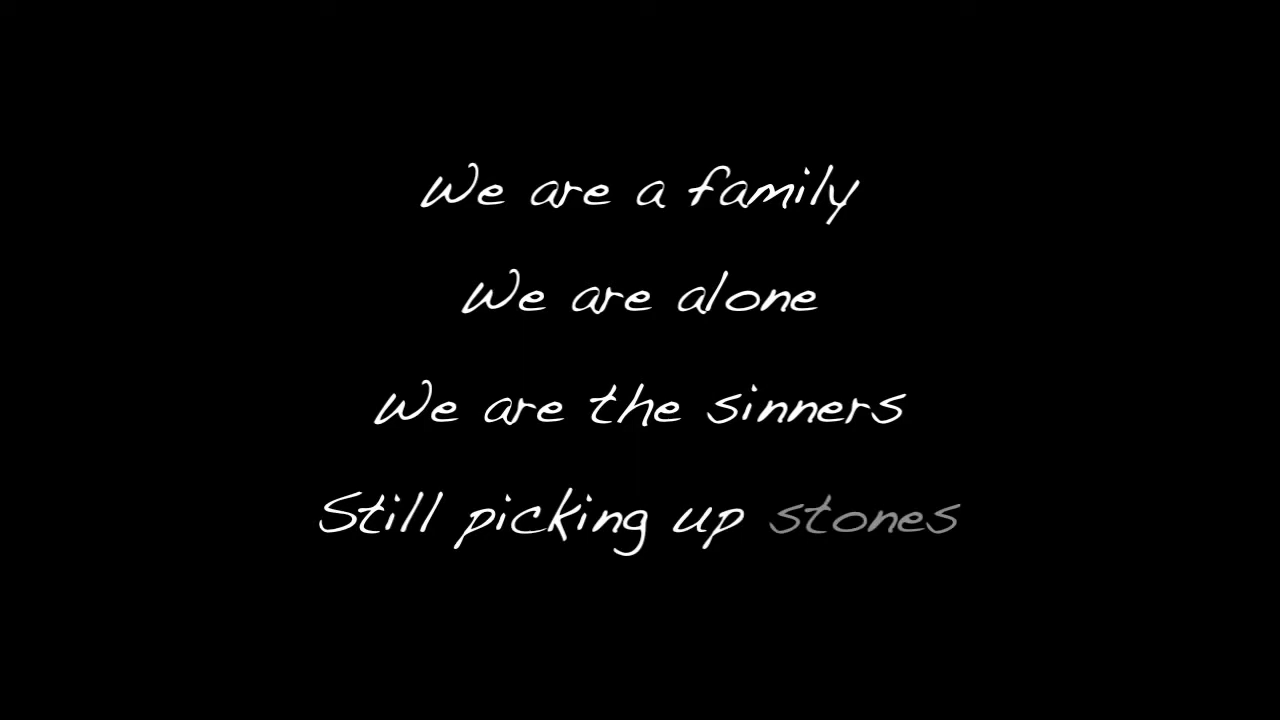 We are a family
We are alone
We are the sinners
Still picking up stones